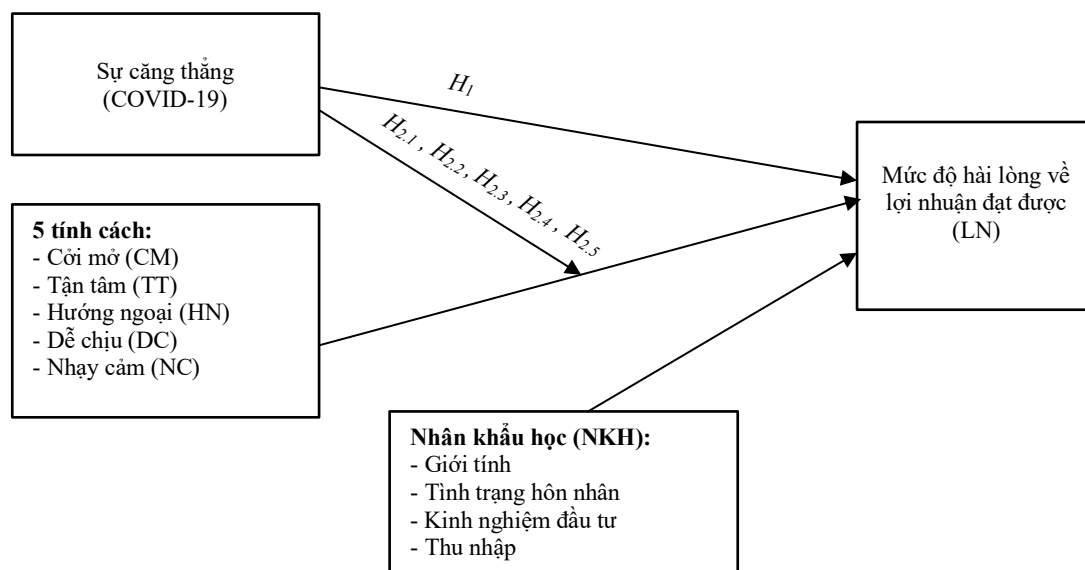 Sự căng thẳng
(COVID-19)
H1
H2.1 , H2.2, H2.3 , H2.4 , H2.5
Mức độ hài lòng về
lợi nhuận đạt được
(LN)
5 tính cách:
- Cởi mở (CM)
- Tận tâm (TT)
- Hướng ngoại (HN)
- Dễ chịu (DC)
- Nhạy cảm (NC)
Nhân khẩu học (NKH):
- Giới tính
- Tình trạng hôn nhân
- Kinh nghiệm đầu tư
- Thu nhập